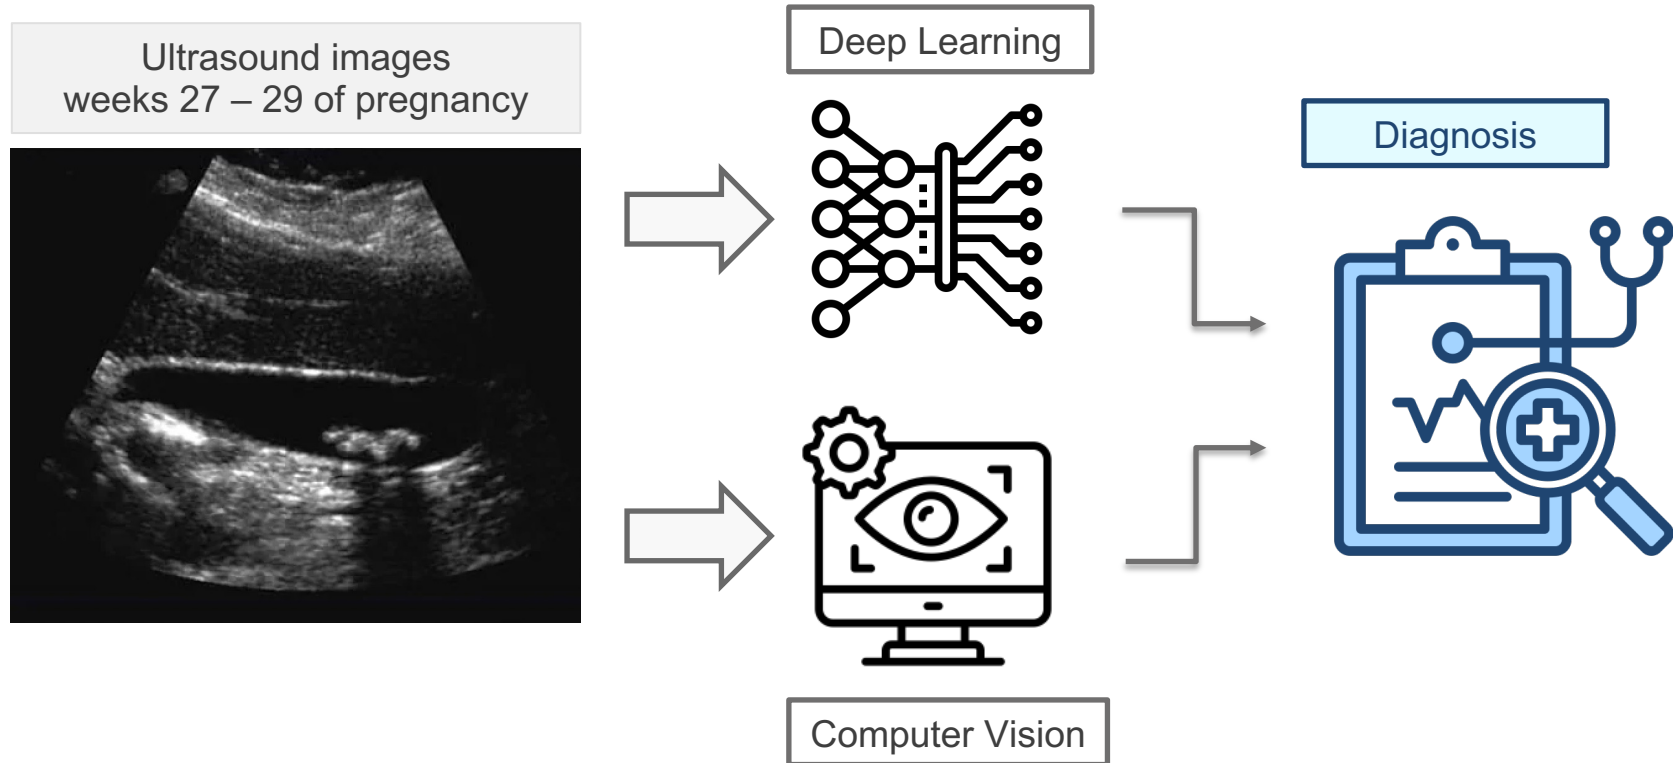 Ultrasound images
weeks 27 – 29 of pregnancy
Deep Learning
Diagnosis
Computer Vision